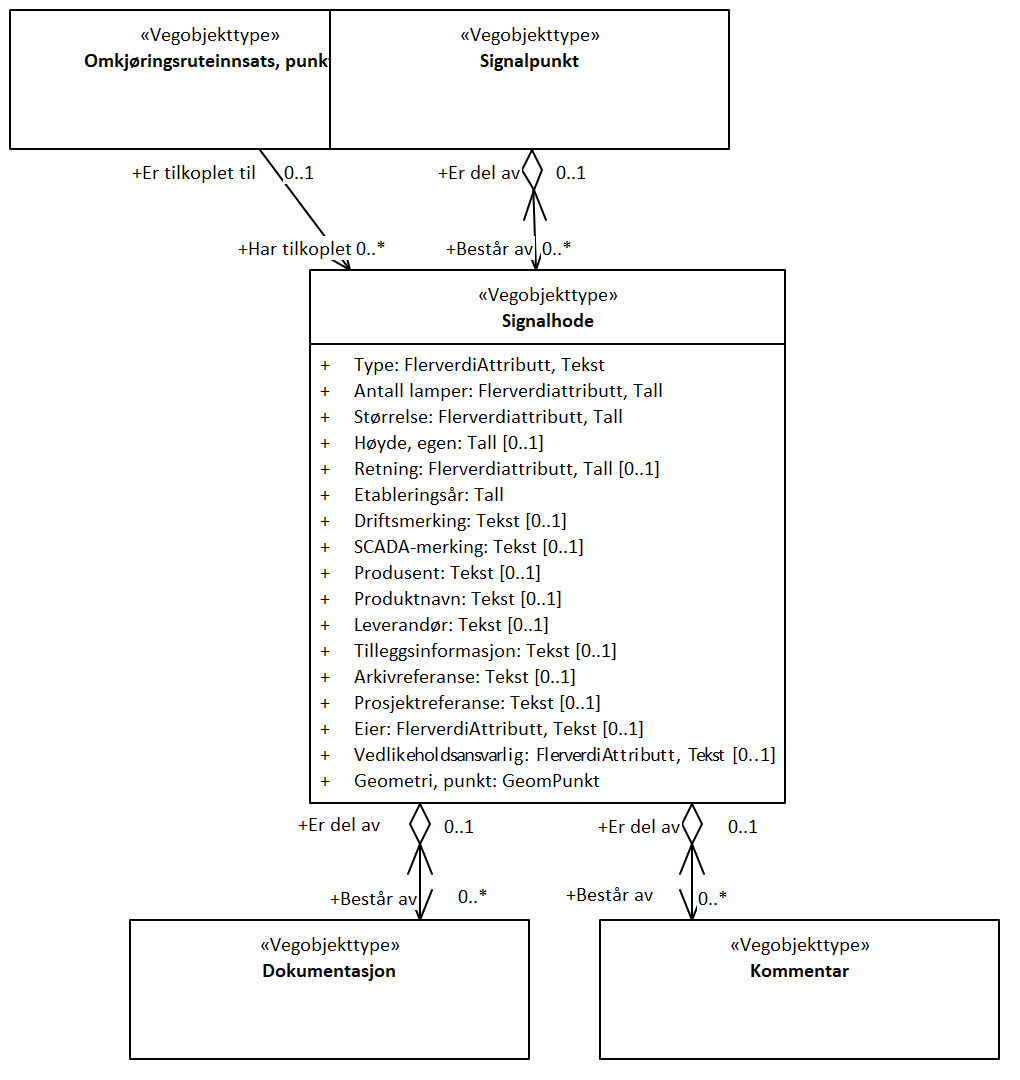 «Vegobjekttype»
Omkjøringsruteinnsats, punkt
«Vegobjekttype»
Signalpunkt
+Er tilkoplet til 0..1
+Er del av 0..1
+Har tilkoplet 0..*
+Består av 0..*
«Vegobjekttype»
Signalhode
+ Type: FlerverdiAttributt, Tekst
+ Antall lamper: Flerverdiattributt, Tall
+ Størrelse: Flerverdiattributt, Tall
+ Høyde, egen: Tall [0..1]
+ Retning: Flerverdiattributt, Tall [0..1]
+ Etableringsår: Tall
+ Driftsmerking: Tekst [0..1]
+ SCADA-merking: Tekst [0..1]
+ Produsent: Tekst [0..1]
+ Produktnavn: Tekst [0..1]
+ Leverandør: Tekst [0..1]
+ Tilleggsinformasjon: Tekst [0..1]
+ Arkivreferanse: Tekst [0..1]
+ Prosjektreferanse: Tekst [0..1]
+ Eier: FlerverdiAttributt, Tekst [0..1]
+ Vedlikeholdsansvarlig: FlerverdiAttributt, Tekst [0..1]
+ Geometri, punkt: GeomPunkt
+Er del av 0..1
+Er del av 0..1
+Består av 0..*
+Består av 0..*
«Vegobjekttype»
Dokumentasjon
«Vegobjekttype»
Kommentar